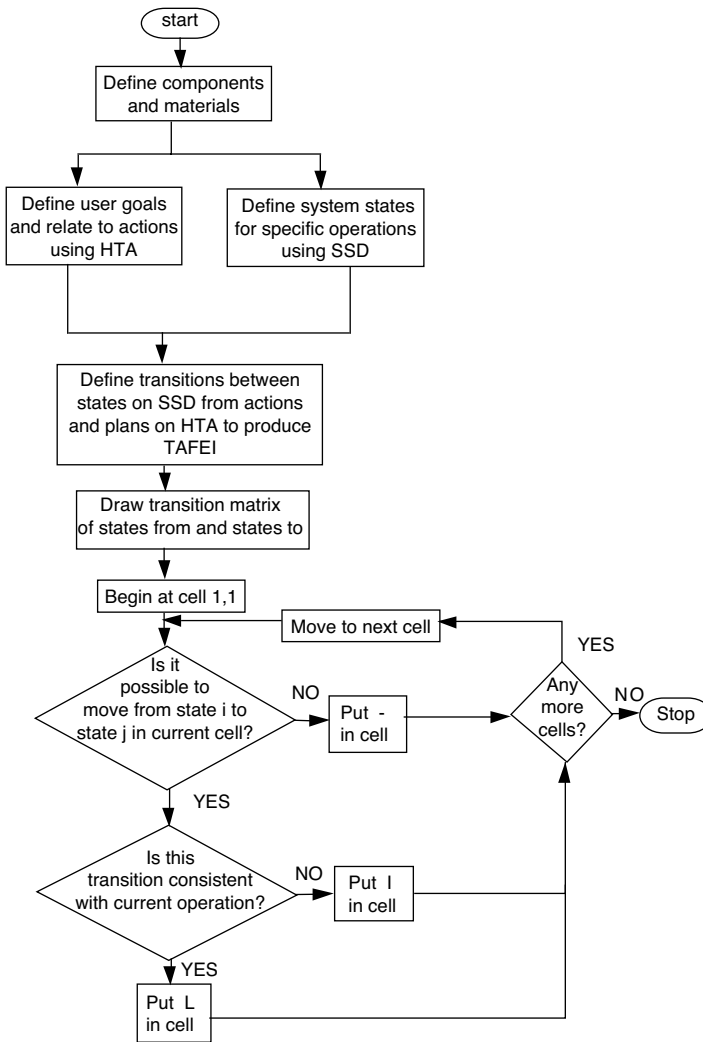 start
Define components
and materials
Define user goals
and relate to actions
using HTA
Define system states
for specific operations
using SSD
Define transitions between
states on SSD from actions
and plans on HTA to produce
TAFEI
Draw transition matrix
of states from and states to
Begin at cell 1,1
Move to next cell
YES
Is it
possible to
move from state i to
state j in current cell?
NO
Put -
in cell
Any
more
cells?
NO
Stop
YES
Is this
transition consistent
with current operation?
NO
Put I
in cell
YES
Put L
in cell